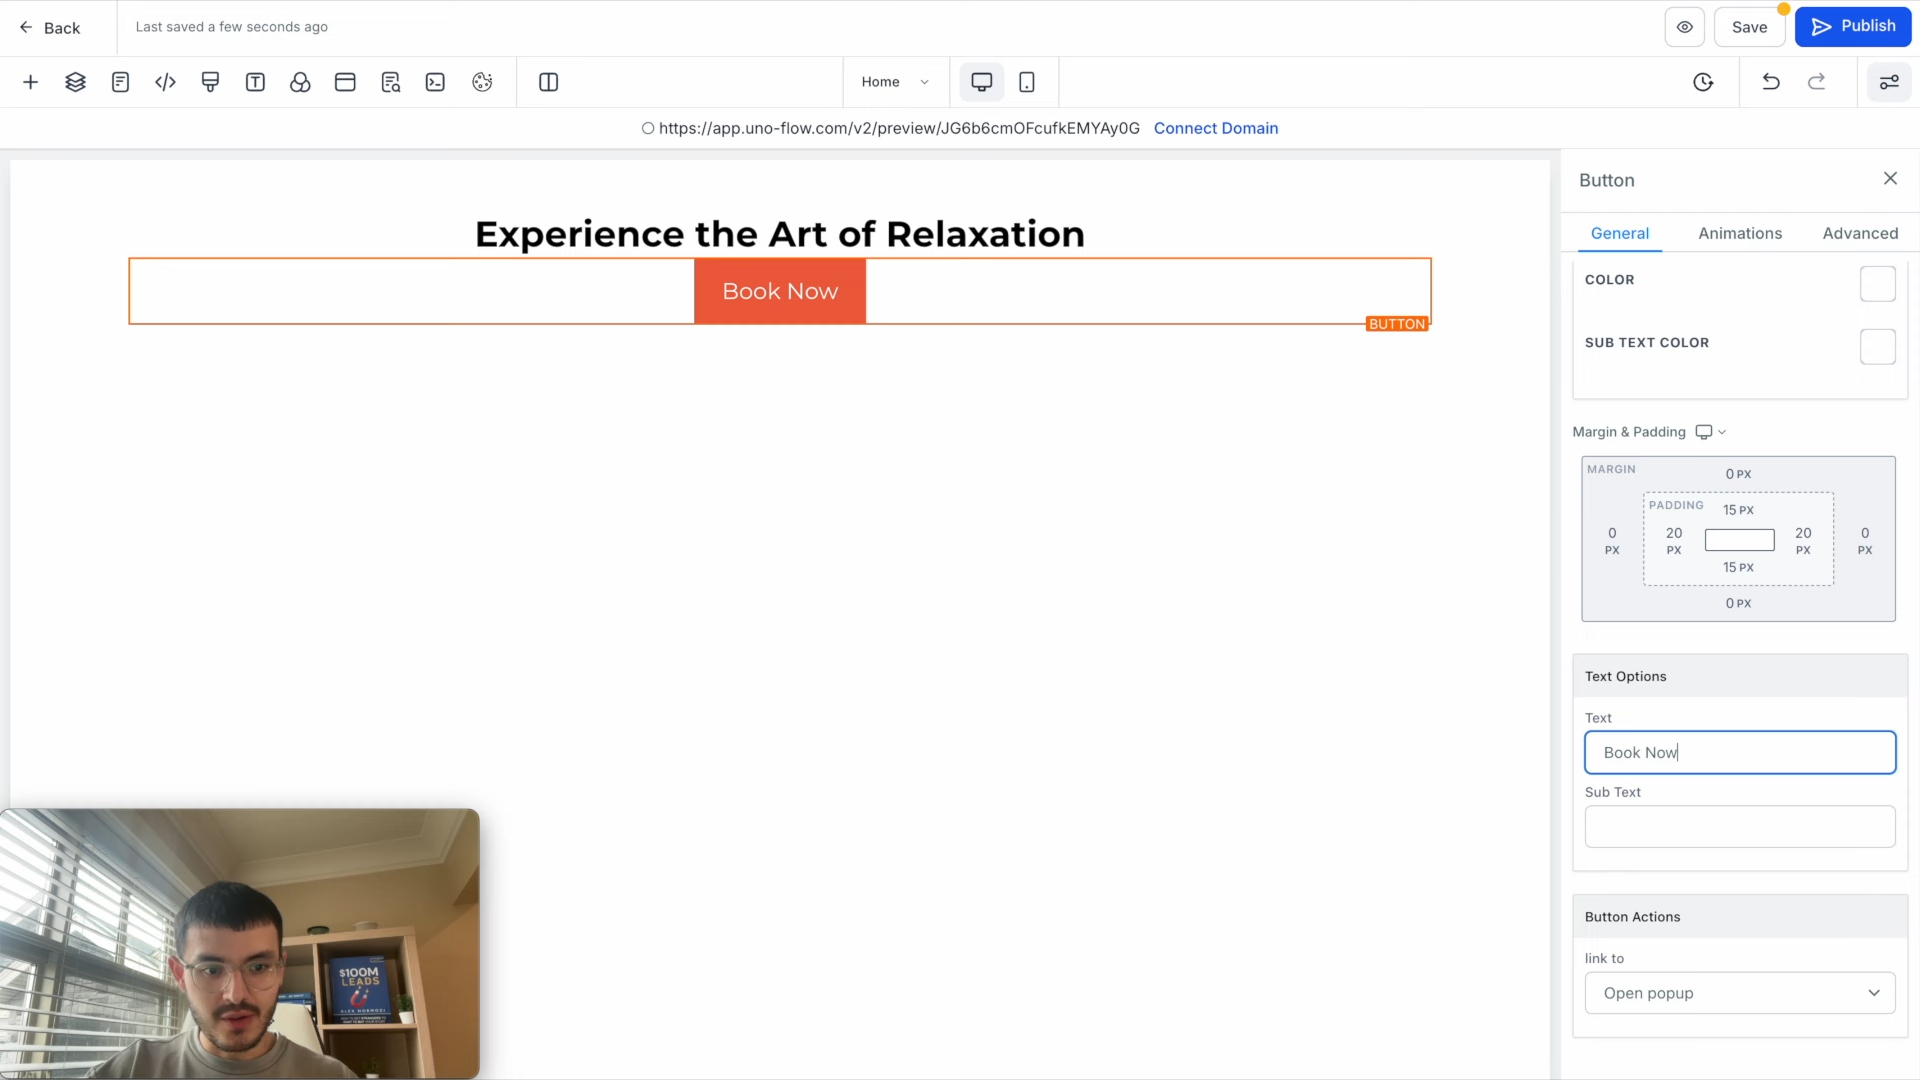 Back
Last saved a few seconds ago
Save
Publish
Home
https://app.uno-flow.com/v2/preview/JG6b6cmOFcufkEMYAy0G Connect Domain
Button
General
Animations
Advanced
Experience the Art of Relaxation
Book Now
BUTTON
COLOR
SUB TEXT COLOR
Margin & Padding
MARGIN
0 PX
PADDING
15 PX
0 PX
20 PX
20 PX
0 PX
15 PX
0 PX
Text Options
Text
Book Now
Sub Text
Button Actions
link to
Open popup
$100M
LEADS
ALEX HORMOZI